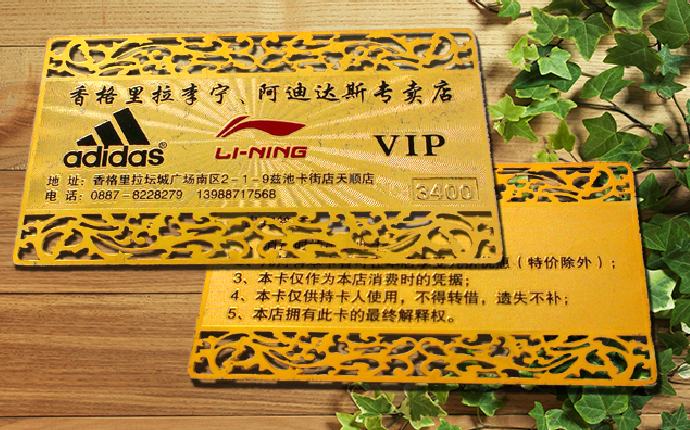 香格里拉李宁、阿迪达斯专卖店
adidas
LI-NING
VIP
地 址：香格里拉坛城广场南区2-1-9兹池卡街店天顺店
电 话：0887-8228279 13988717568
3400
（特价除外）；
3、本卡仅作为本店消费时的凭据；
4、本卡仅供持卡人使用，不得转借，遗失不补；
5、本店拥有此卡的最终解释权。